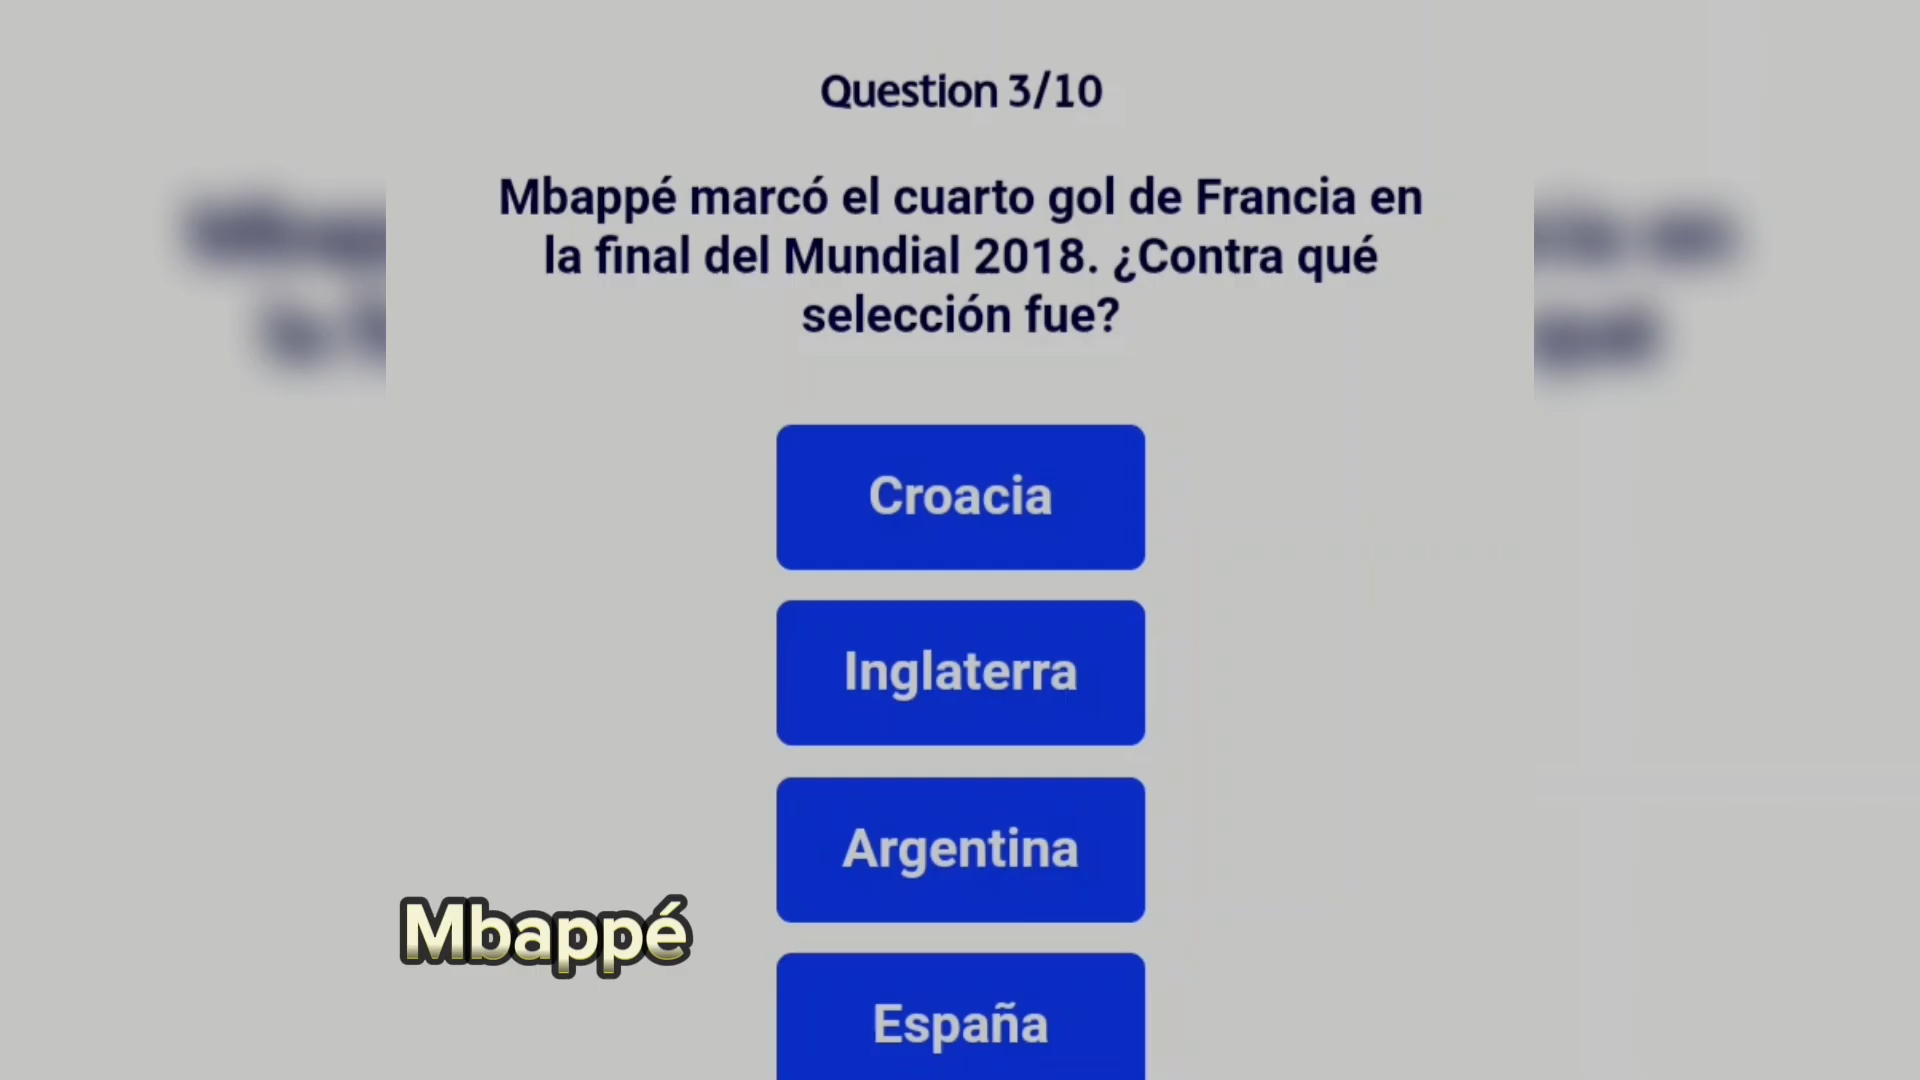 Question 3/10
Mbappé marcó el cuarto gol de Francia en
la final del Mundial 2018. ¿Contra qué
selección fue?
Croacia
Inglaterra
Argentina
Mbappé
España